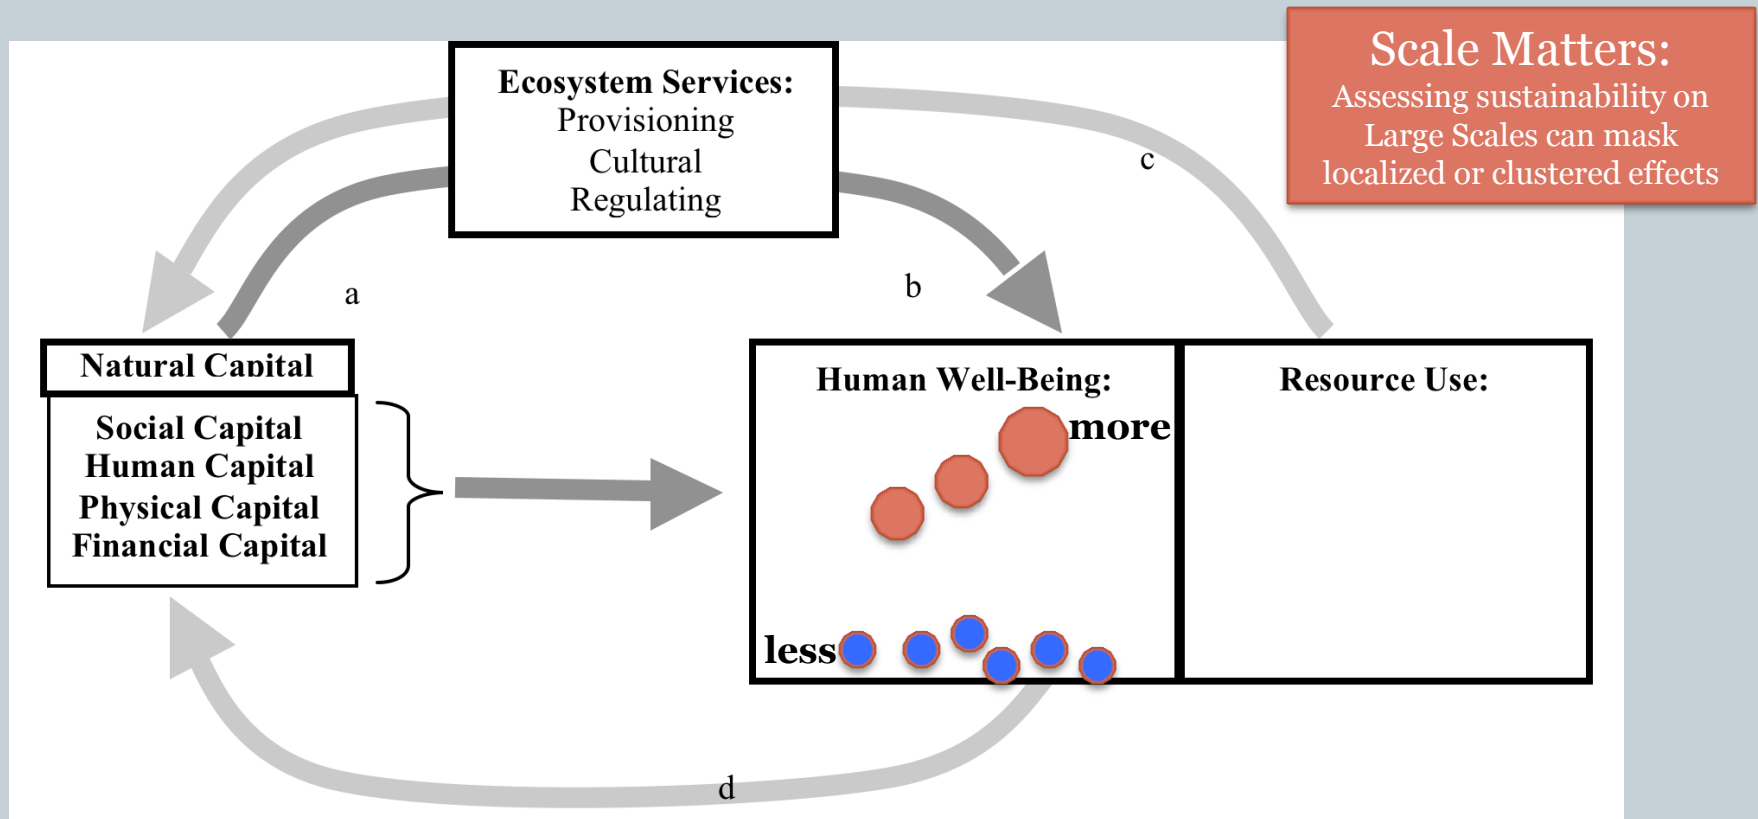 Scale Matters:
Assessing sustainability on
Large Scales can mask
localized or clustered effects
Ecosystem Services:
Provisioning
Cultural
Regulating
c
a
b
Natural Capital
Social Capital
Human Capital
Physical Capital
Financial Capital
Human Well-Being:
more
less
Resource Use:
d